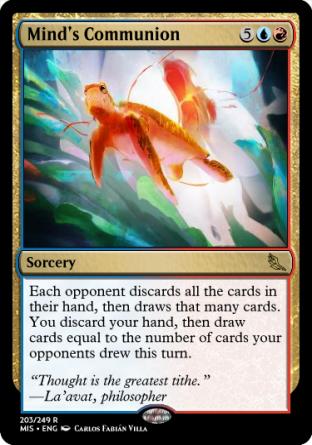 Mind's Communion 5
Sorcery
Each opponent discards all the cards in
their hand, then draws that many cards.
You discard your hand, then draw
cards equal to the number of cards your
opponents drew this turn.
“Thought is the greatest tithe.”
—La'avat, philosopher
203/249 R
MIS • ENG Carlos Fabián Villa